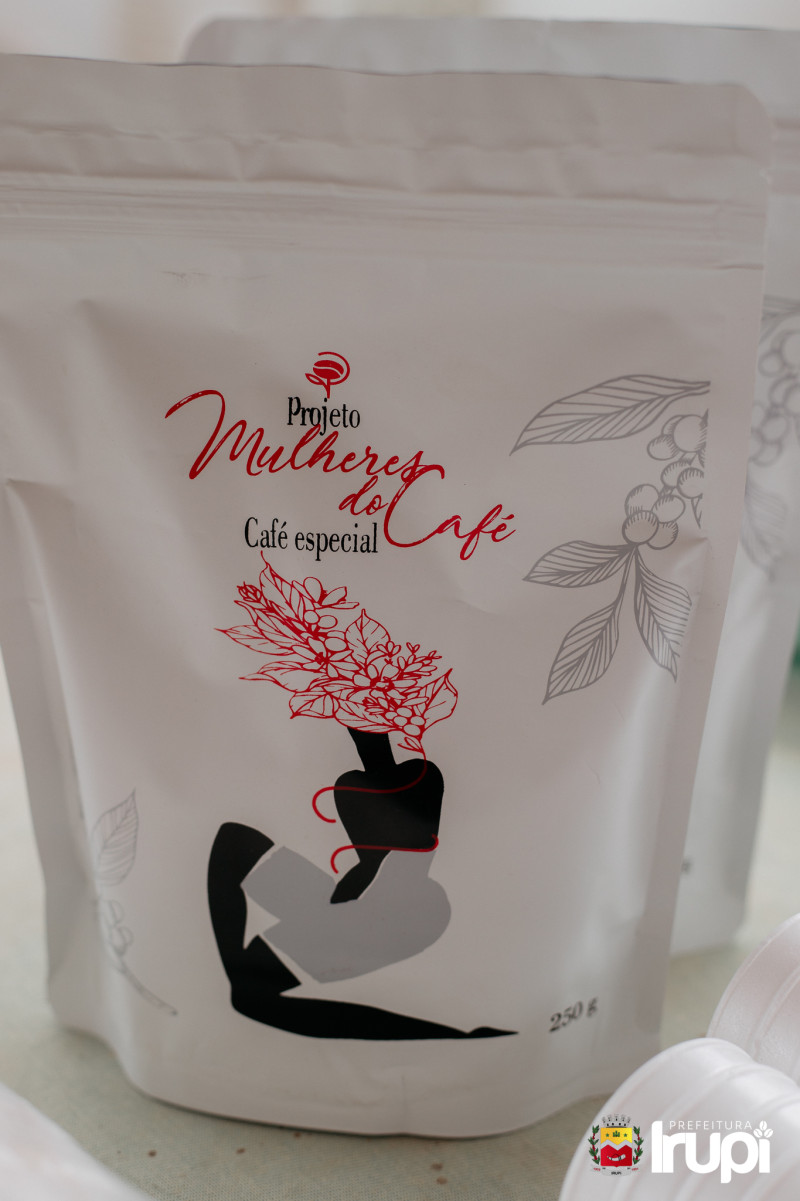 Projeto
Mulheres
do Café
Café especial
250 g
PREFEITURA
Irupi